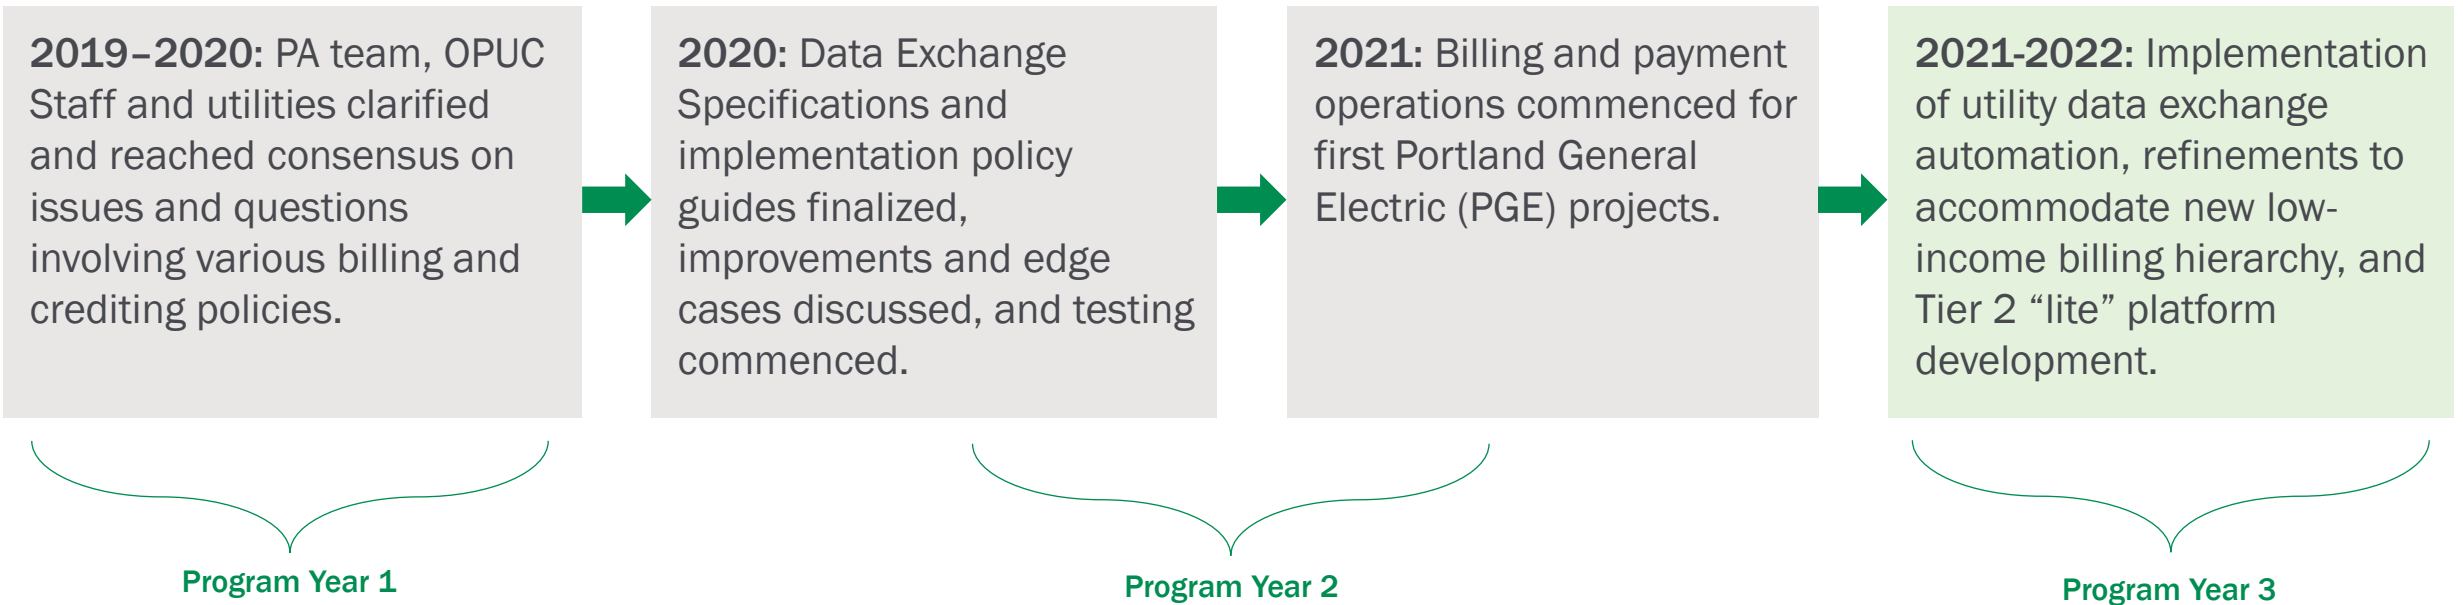 2019–2020: PA team, OPUC
Staff and utilities clarified
and reached consensus on
issues and questions
involving various billing and
crediting policies.
2020: Data Exchange
Specifications and
implementation policy
guides finalized,
improvements and edge
cases discussed, and testing
commenced.
2021: Billing and payment
operations commenced for
first Portland General
Electric (PGE) projects.
2021-2022: Implementation
of utility data exchange
automation, refinements to
accommodate new low-
income billing hierarchy, and
Tier 2 “lite” platform
development.
Program Year 1
Program Year 2
Program Year 3